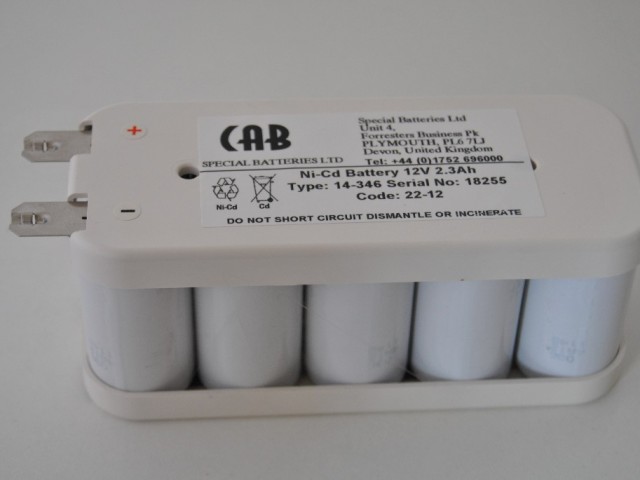 +
CAB
SPECIAL BATTERIES LTD
Special Batteries Ltd
Unit 4,
Forresters Business Pk
PLYMOUTH, PL6 7LJ
Devon, United Kingdom
Tel: +44 (0)1752 696000
Ni-Cd Battery 12V 2.3Ah
Type: 14-346 Serial No: 18255
Code: 22-12
Ni-Cd
Cd
DO NOT SHORT CIRCUIT DISMANTLE OR INCINERATE
-